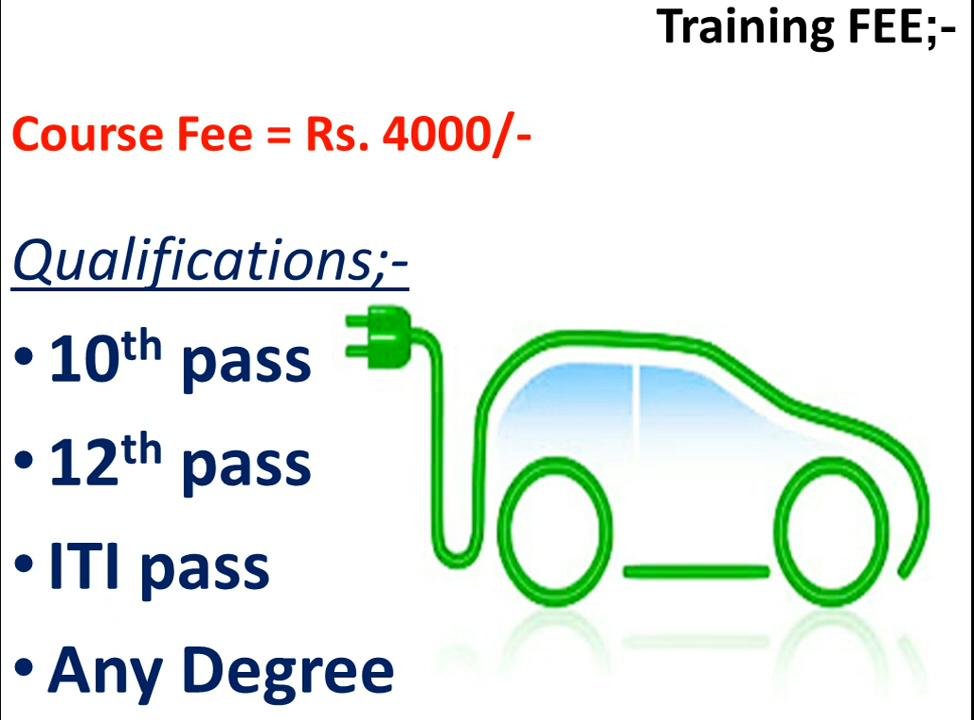 Training FEE;-
Course Fee = Rs. 4000/-
Qualifications;-
• 10th pass
• 12th pass
• ITI pass
• Any Degree